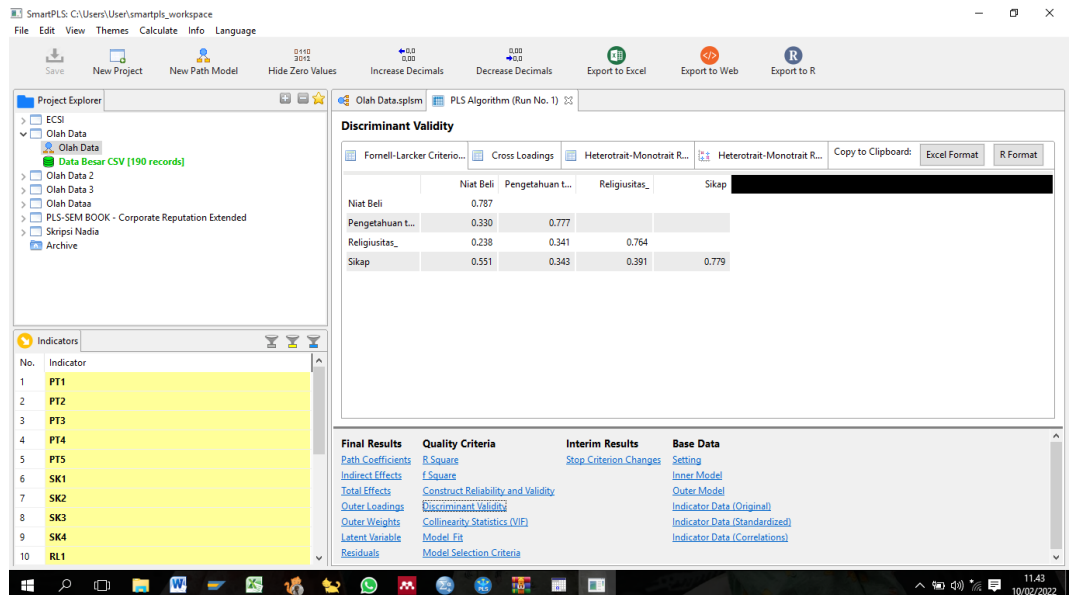 SmartPLS: C:\Users\User\smartpls_workspace
File Edit View Themes Calculate Info Language
Save New Project New Path Model Hide Zero Values Increase Decimals Decrease Decimals Export to Excel Export to Web Export to R
Project Explorer
ECSI
Olah Data
Olah Data
Data Besar CSV [190 records]
Olah Data 2
Olah Data 3
Olah Dataa
PLS-SEM BOOK - Corporate Reputation Extended
Skripsi Nadia
Archive
Indicators
No. Indicator
1 PT1
2 PT2
3 PT3
4 PT4
5 PT5
6 SK1
7 SK2
8 SK3
9 SK4
10 RL1
Olah Data.splsm PLS Algorithm (Run No. 1)
Discriminant Validity
Fornell-Larcker Criterio... Cross Loadings Heterotrait-Monotrait R... Heterotrait-Monotrait R... Copy to Clipboard: Excel Format R Format
Niat Beli Pengetahuan t... Religiusitas_ Sikap
Niat Beli 0.787
Pengetahuan t... 0.330 0.777
Religiusitas_ 0.238 0.341 0.764
Sikap 0.551 0.343 0.391 0.779
Final Results Quality Criteria Interim Results Base Data
Path Coefficients R Square Stop Criterion Changes Setting
Indirect Effects f Square Inner Model
Total Effects Construct Reliability and Validity Outer Model
Outer Loadings Discriminant Validity Indicator Data (Original)
Outer Weights Collinearity Statistics (VIF) Indicator Data (Standardized)
Latent Variable Model_Fit Indicator Data (Correlations)
Residuals Model Selection Criteria
11.43
10/02/2022